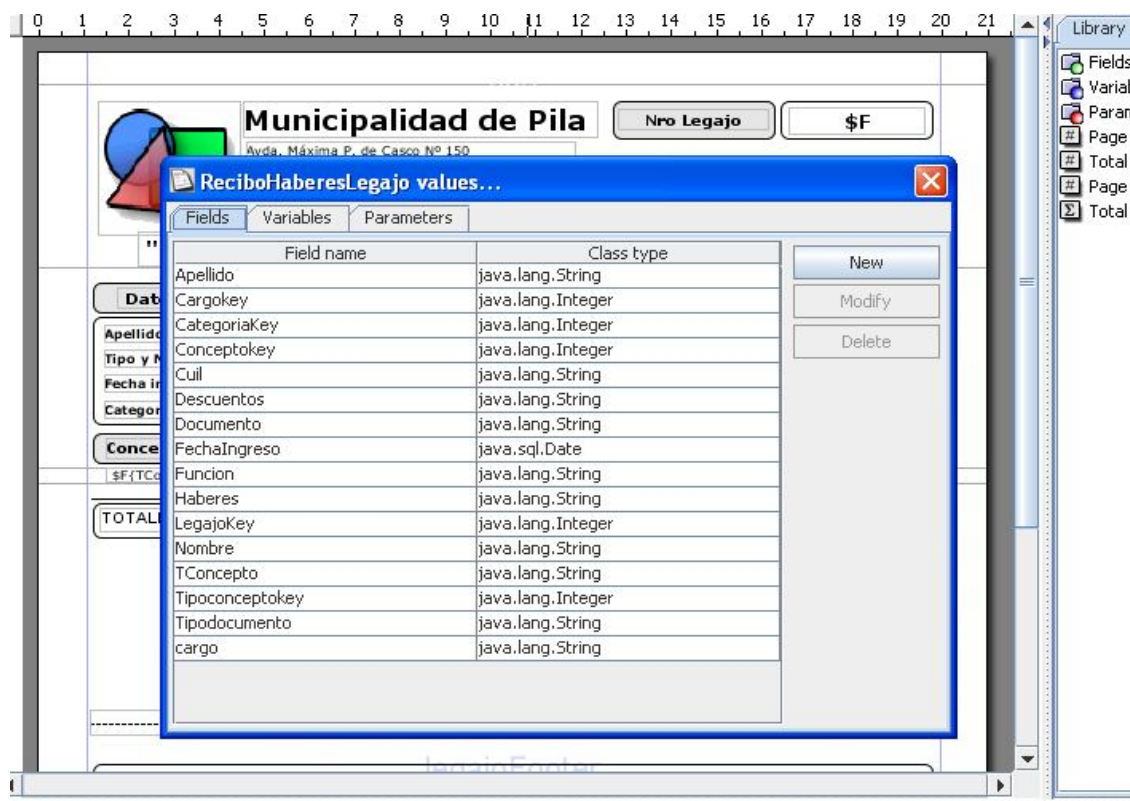 0 1 2 3 4 5 6 7 8 9 10 11 12 13 14 15 16 17 18 19 20 21
Library
Fields
Page
Total
Page
Total
Municipalidad de Pila
Nro Legajo
$F
Avda. Máxima P. de Casco Nº 150
ReciboHaberesLegajo values...
Fields Variables Parameters
Field name Class type
Apellido java.lang.String
Cargokey java.lang.Integer
CategoriaKey java.lang.Integer
Conceptokey java.lang.Integer
Cuil java.lang.String
Descuentos java.lang.String
Documento java.lang.String
FechaIngreso java.sql.Date
Funcion java.lang.String
Haberes java.lang.String
LegajoKey java.lang.Integer
Nombre java.lang.String
TConcepto java.lang.String
Tipoconceptokey java.lang.Integer
Tipodocumento java.lang.String
cargo java.lang.String
New
Modify
Delete
"
Dat
Apellido
Tipo y N
Fecha in
Categor
Conce
$F{TCo
TOTAL
legajoFooter